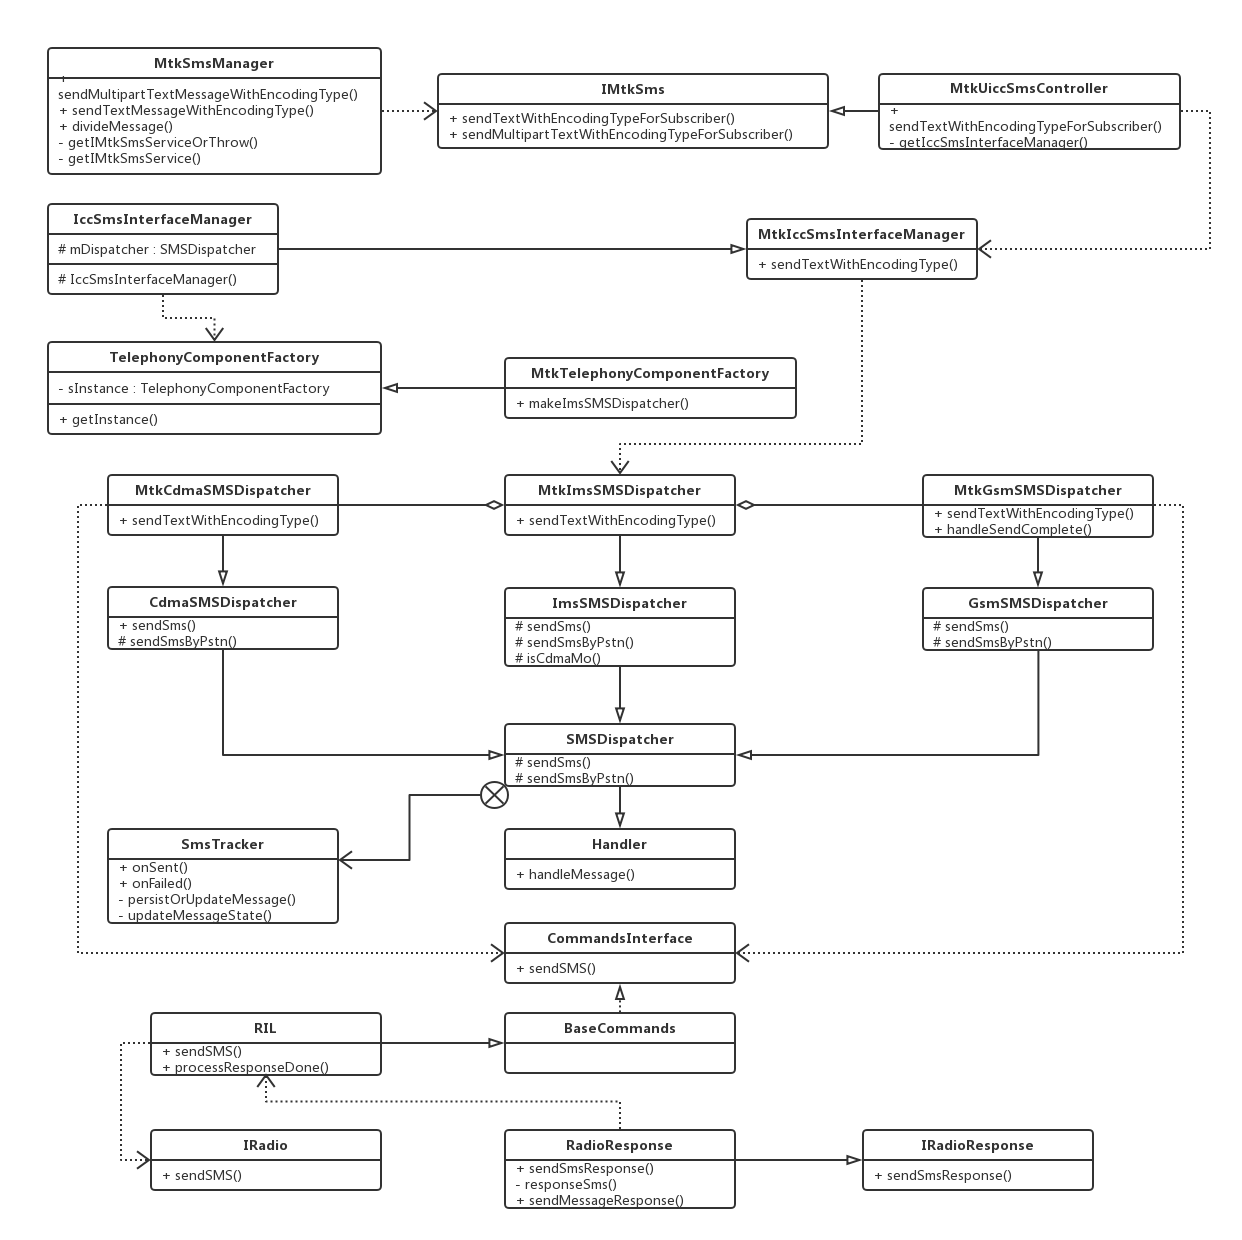 MtkSmsManager
+
sendMultipartTextMessageWithEncodingType()
+ sendTextMessageWithEncodingType()
+ divideMessage()
- getIMtkSmsServiceOrThrow()
- getIMtkSmsService()
IMtkSms
+ sendTextWithEncodingTypeForSubscriber()
+ sendMultipartTextWithEncodingTypeForSubscriber()
MtkUiccSmsController
+
sendTextWithEncodingTypeForSubscriber()
- getIccSmsInterfaceManager()
IccSmsInterfaceManager
# mDispatcher : SMSDispatcher
# IccSmsInterfaceManager()
MtkIccSmsInterfaceManager
+ sendTextWithEncodingType()
TelephonyComponentFactory
- sInstance : TelephonyComponentFactory
+ getInstance()
MtkTelephonyComponentFactory
+ makeImsSMSDispatcher()
MtkCdmaSMSDispatcher
+ sendTextWithEncodingType()
MtkImsSMSDispatcher
+ sendTextWithEncodingType()
MtkGsmSMSDispatcher
+ sendTextWithEncodingType()
+ handleSendComplete()
CdmaSMSDispatcher
+ sendSms()
# sendSmsByPstn()
ImsSMSDispatcher
# sendSms()
# sendSmsByPstn()
# isCdmaMo()
GsmSMSDispatcher
# sendSms()
# sendSmsByPstn()
SMSDispatcher
# sendSms()
# sendSmsByPstn()
SmsTracker
+ onSent()
+ onFailed()
- persistOrUpdateMessage()
- updateMessageState()
Handler
+ handleMessage()
CommandsInterface
+ sendSMS()
RIL
+ sendSMS()
+ processResponseDone()
BaseCommands
IRadio
+ sendSMS()
RadioResponse
+ sendSmsResponse()
- responseSms()
+ sendMessageResponse()
IRadioResponse
+ sendSmsResponse()